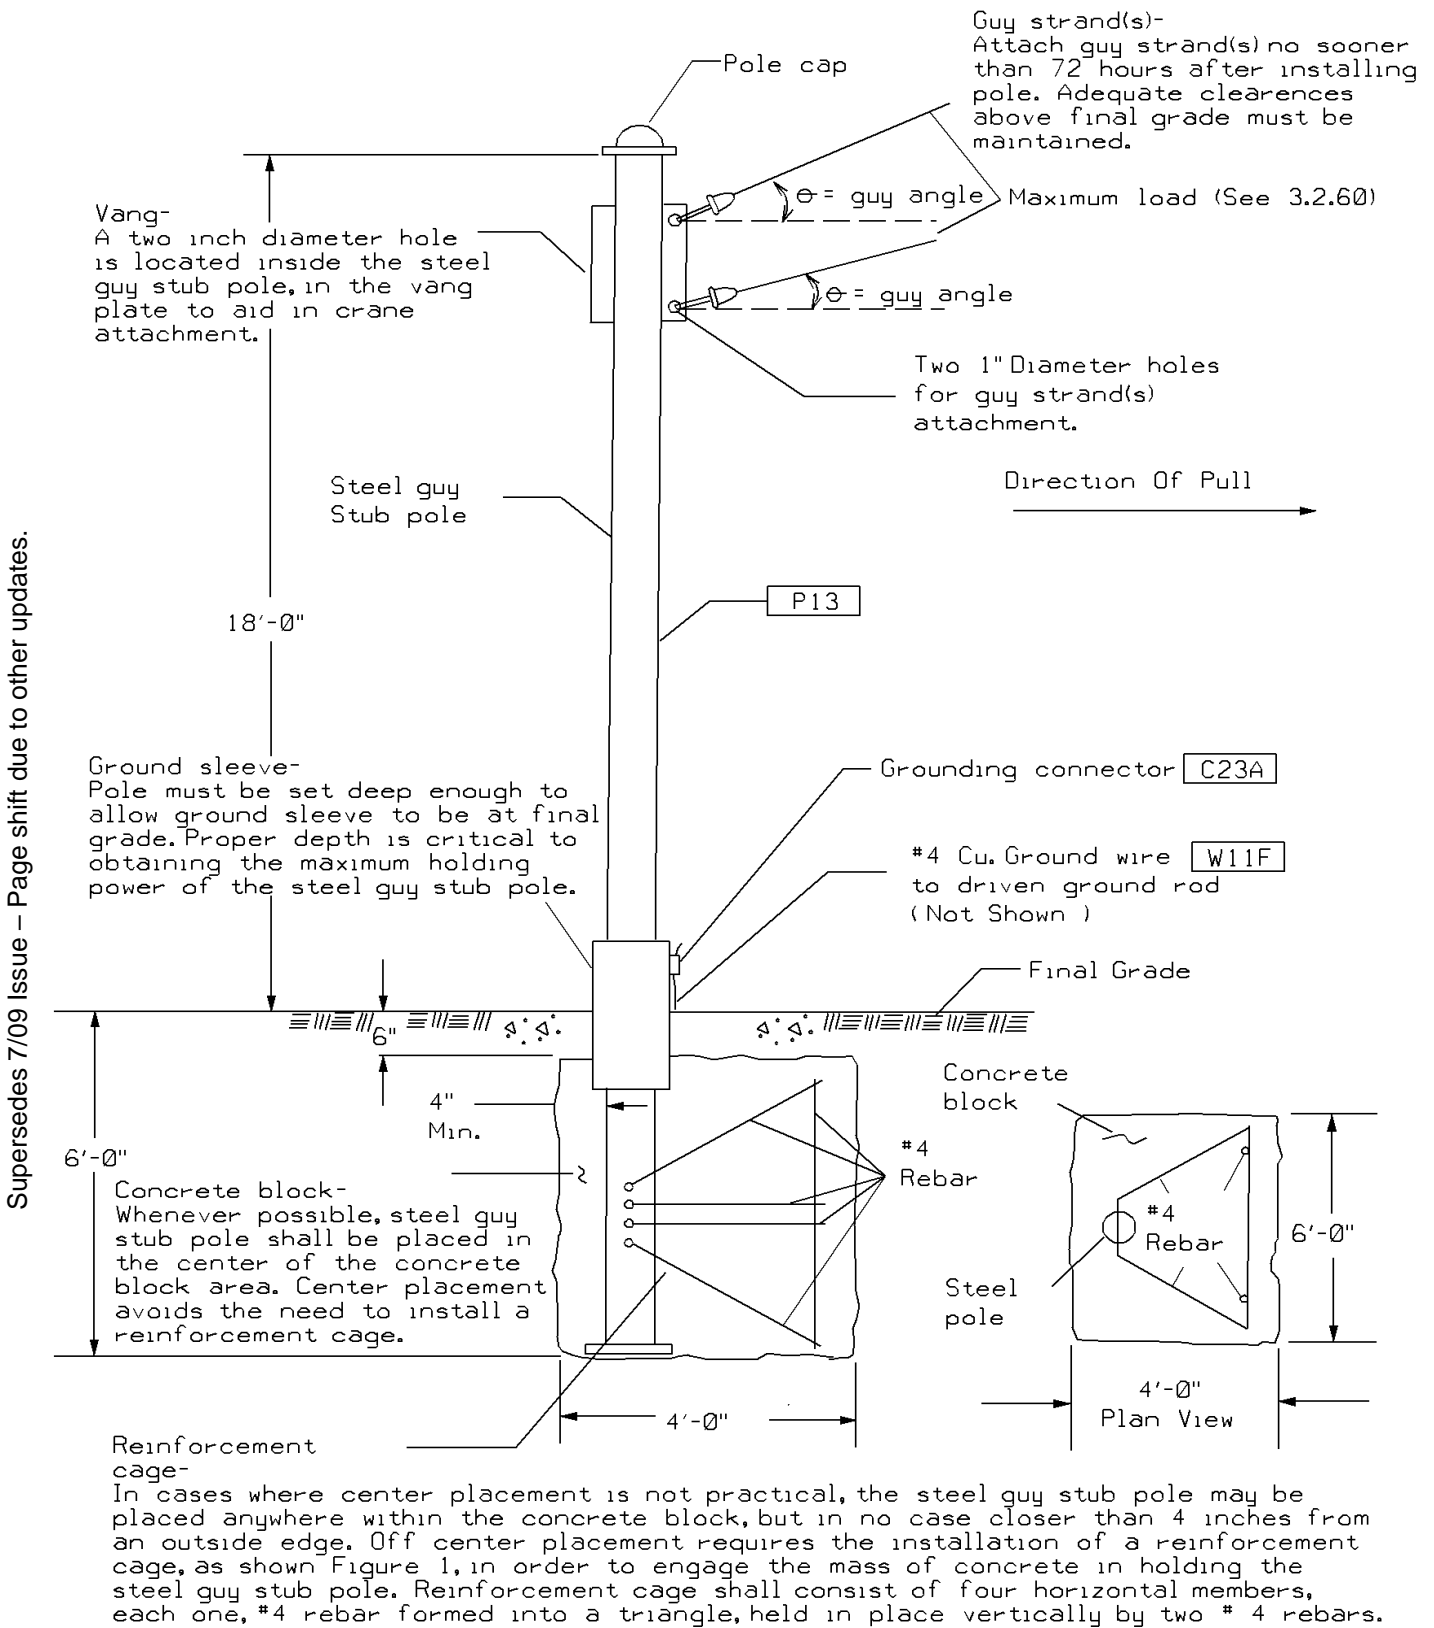 Guy strand(s)-
Attach guy strand(s) no sooner
than 72 hours after installing
pole. Adequate clearences
above final grade must be
maintained.
Pole cap
Θ = guy angle
Maximum load (See 3.2.60)
Vang-
A two inch diameter hole
is located inside the steel
guy stub pole, in the vang
plate to aid in crane
attachment.
Θ = guy angle
Two 1" Diameter holes
for guy strand(s)
attachment.
Direction Of Pull
Steel guy
Stub pole
P13
18'-0"
Supersedes 7/09 Issue – Page shift due to other updates.
Ground sleeve-
Pole must be set deep enough to
allow ground sleeve to be at final
grade. Proper depth is critical to
obtaining the maximum holding
power of the steel guy stub pole.
Grounding connector C23A
#4 Cu. Ground wire W11F
to driven ground rod
(Not Shown )
Final Grade
6"
4"
Min.
6'-0"
Concrete block-
Whenever possible, steel guy
stub pole shall be placed in
the center of the concrete
block area. Center placement
avoids the need to install a
reinforcement cage.
#4
Rebar
Concrete
block
#4
Rebar
6'-0"
Steel
pole
4'-0"
Plan View
4'-0"
Reinforcement
cage-
In cases where center placement is not practical, the steel guy stub pole may be
placed anywhere within the concrete block, but in no case closer than 4 inches from
an outside edge. Off center placement requires the installation of a reinforcement
cage, as shown Figure 1, in order to engage the mass of concrete in holding the
steel guy stub pole. Reinforcement cage shall consist of four horizontal members,
each one, #4 rebar formed into a triangle, held in place vertically by two # 4 rebars.